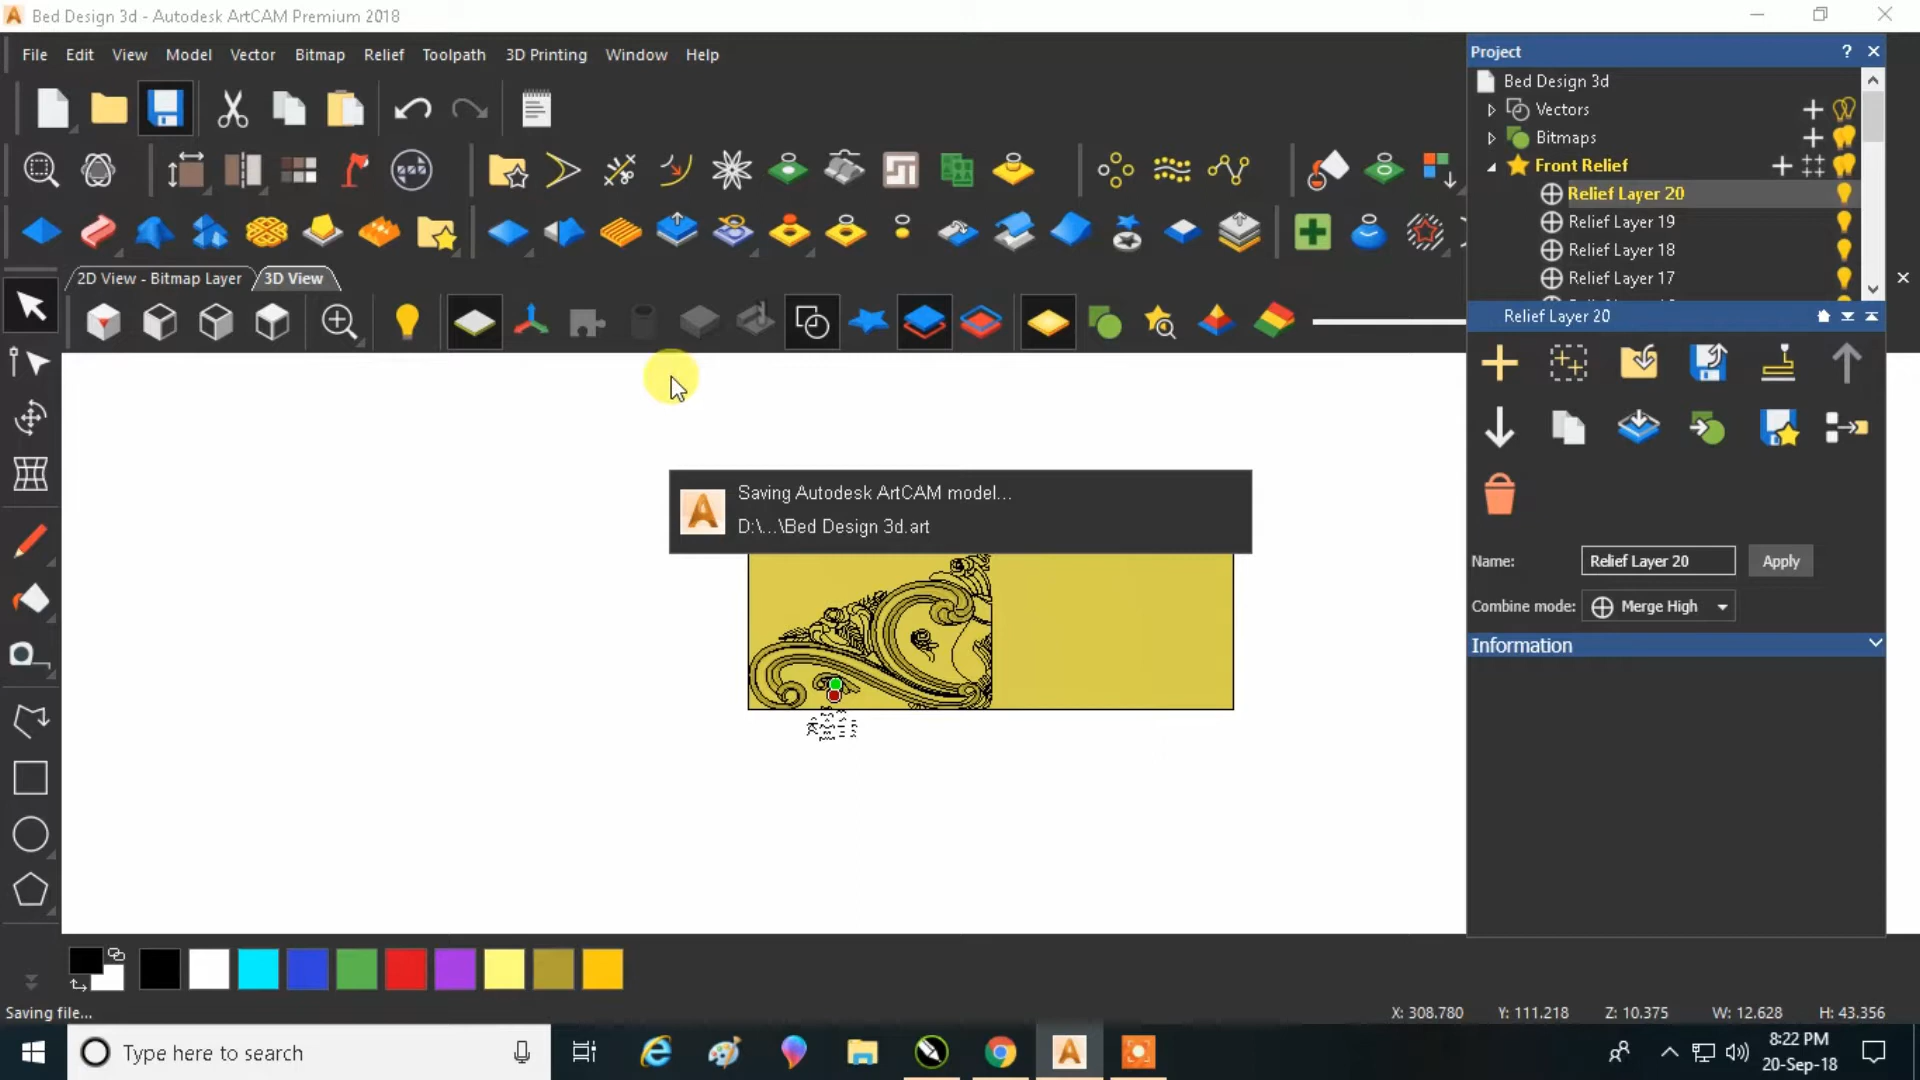 Bed Design 3d - Autodesk ArtCAM Premium 2018
File Edit View Model Vector Bitmap Relief Toolpath 3D Printing Window Help
Project ?
Bed Design 3d
Vectors
Bitmaps
Front Relief
Relief Layer 20
Relief Layer 19
Relief Layer 18
Relief Layer 17
2D View - Bitmap Layer 3D View
Relief Layer 20
Saving Autodesk ArtCAM model...
D:\...\Bed Design 3d.art
Name: Relief Layer 20 Apply
Combine mode: Merge High
Information
Saving file...
X: 308.780 Y: 111.218 Z: 10.375 W: 12.628 H: 43.356
Type here to search
8:22 PM
20-Sep-18